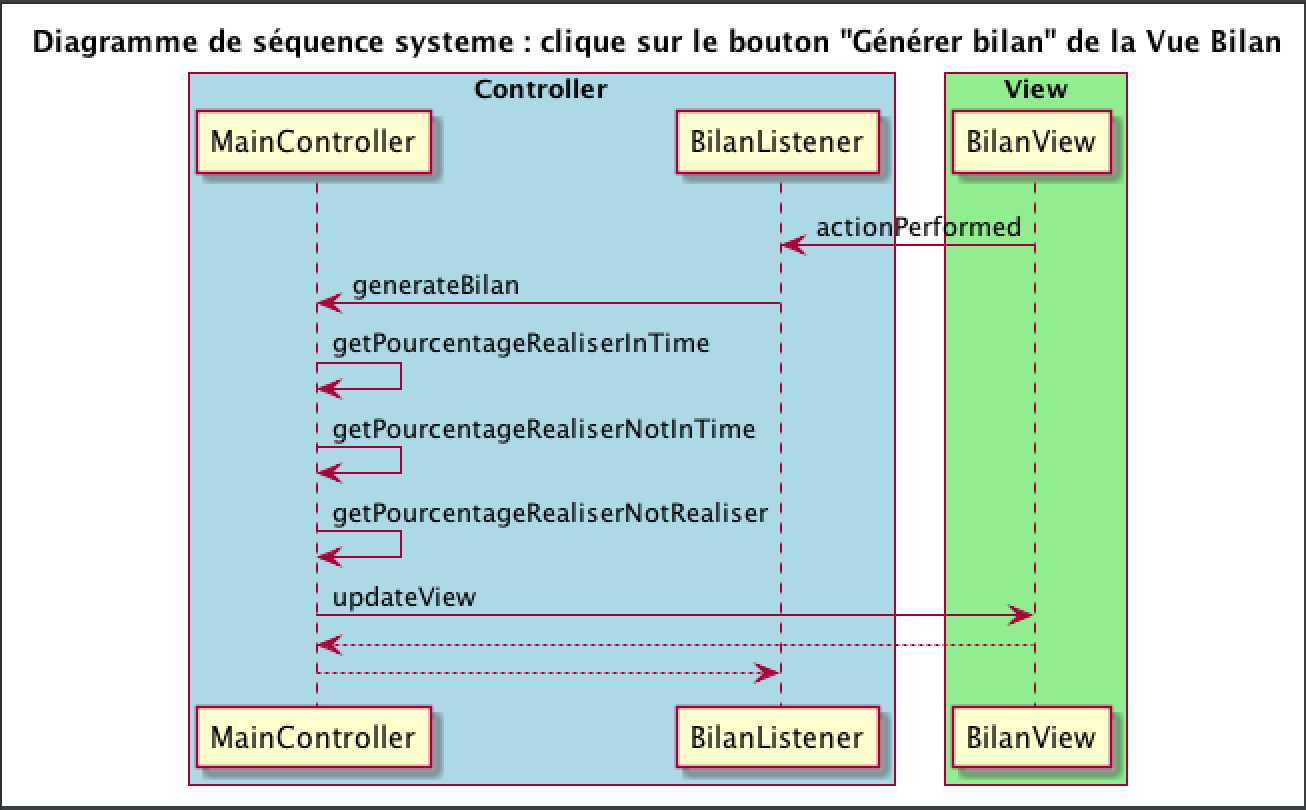 Diagramme de séquence systeme : clique sur le bouton "Générer bilan" de la Vue Bilan
Controller
View
MainController
BilanListener
BilanView
actionPerformed
generateBilan
getPourcentageRealiserInTime
getPourcentageRealiserNotInTime
getPourcentageRealiserNotRealiser
updateView
MainController
BilanListener
BilanView